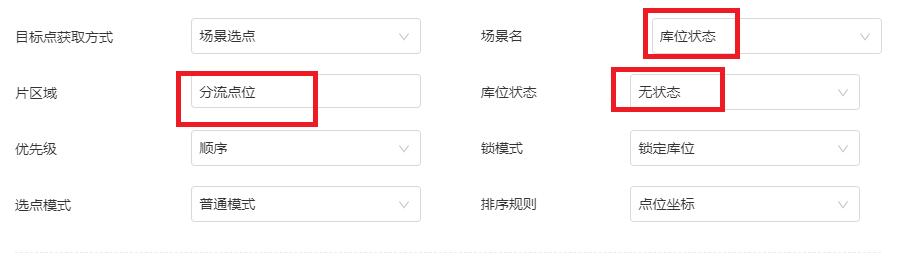 目标点获取方式 场景选点 场景名 库位状态
片区域 分流点位 库位状态 无状态
优先级 顺序 锁模式 锁定库位
选点模式 普通模式 排序规则 点位坐标